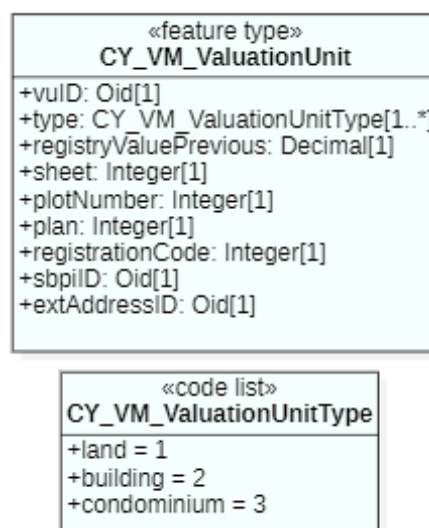 «feature type»
CY_VM_ValuationUnit
+vuID: Oid[1]
+type: CY_VM_ValuationUnitType[1..*]
+registryValuePrevious: Decimal[1]
+sheet: Integer[1]
+plotNumber: Integer[1]
+plan: Integer[1]
+registrationCode: Integer[1]
+sbpiID: Oid[1]
+extAddressID: Oid[1]
«code list»
CY_VM_ValuationUnitType
+land = 1
+building = 2
+condominium = 3